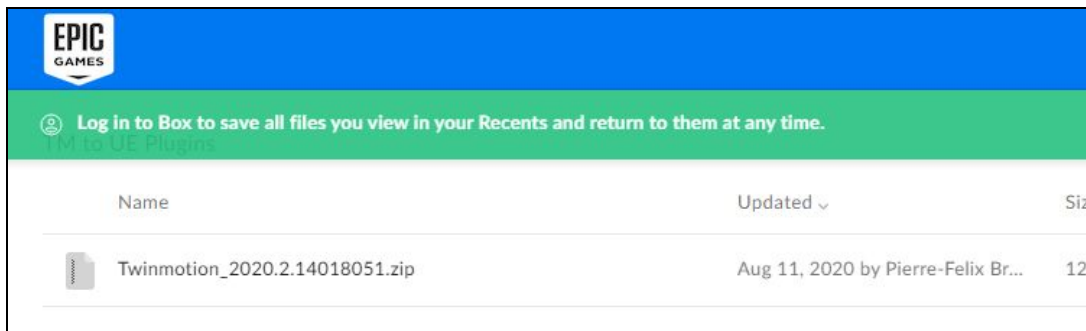 EPIC
GAMES
Log in to Box to save all files you view in your Recents and return to them at any time.
TM to UE Plugins
Name Updated Siz
Twinmotion_2020.2.14018051.zip Aug 11, 2020 by Pierre-Felix Br... 12